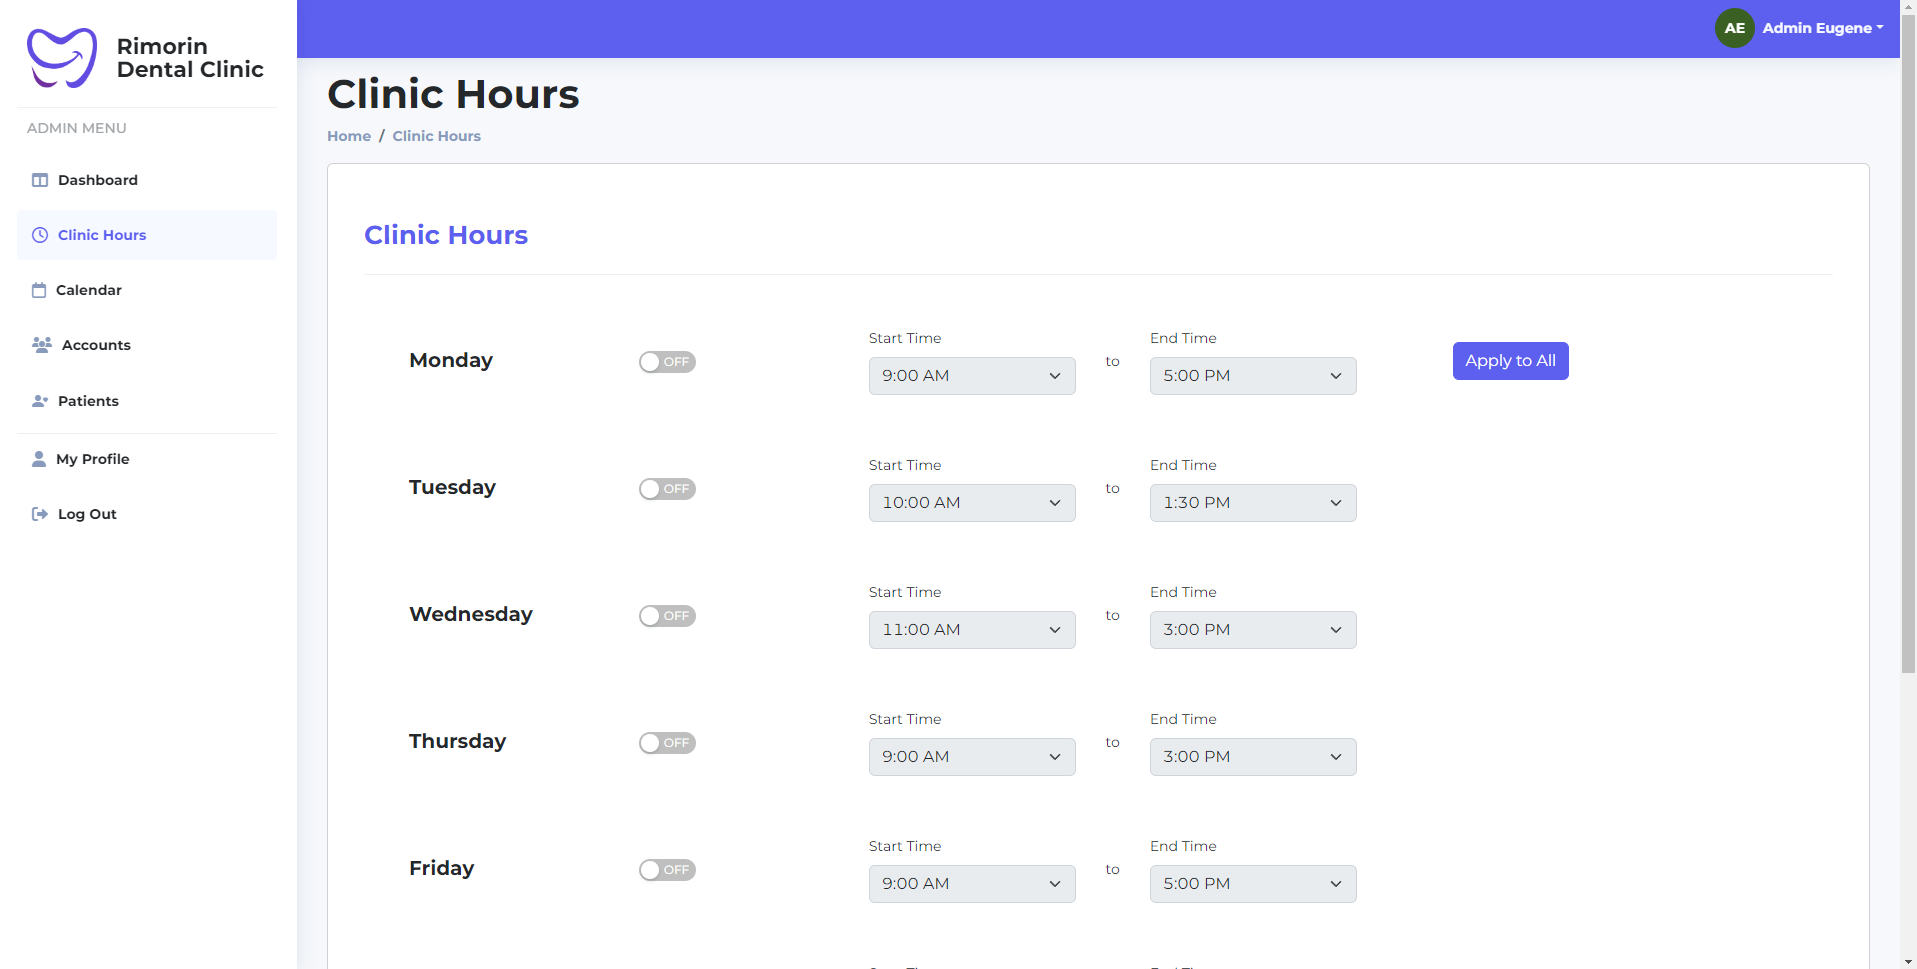 Rimorin
Dental Clinic
AE
Admin Eugene
ADMIN MENU
Dashboard
Clinic Hours
Calendar
Accounts
Patients
My Profile
Log Out
Clinic Hours
Home / Clinic Hours
Clinic Hours
Monday
OFF
Start Time
9:00 AM
to
End Time
5:00 PM
Apply to All
Tuesday
OFF
Start Time
10:00 AM
to
End Time
1:30 PM
Wednesday
OFF
Start Time
11:00 AM
to
End Time
3:00 PM
Thursday
OFF
Start Time
9:00 AM
to
End Time
3:00 PM
Friday
OFF
Start Time
9:00 AM
to
End Time
5:00 PM